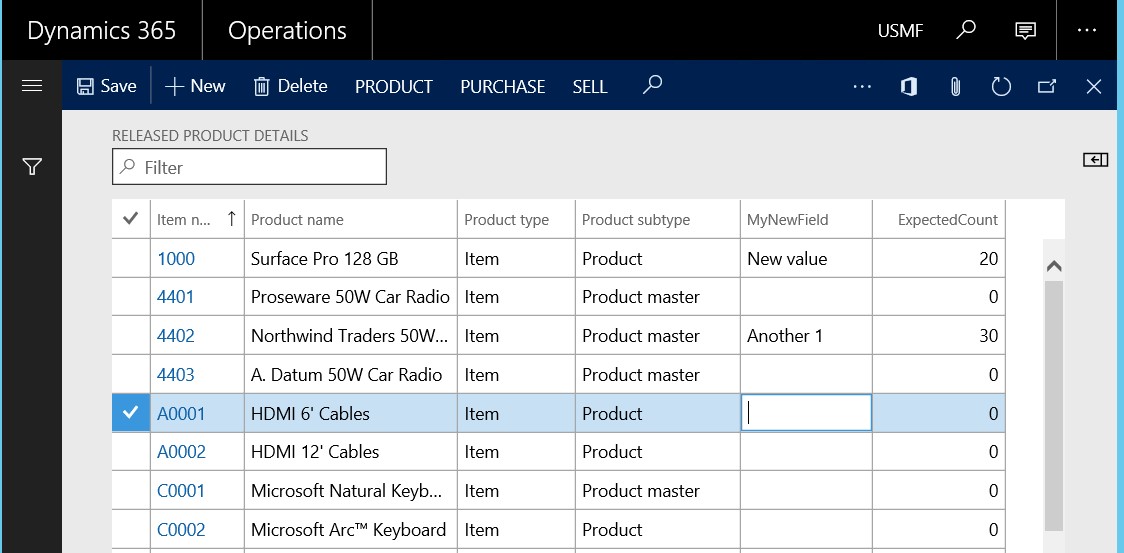 Dynamics 365 Operations USMF ...
Save New Delete PRODUCT PURCHASE SELL ...
RELEASED PRODUCT DETAILS
Filter
Item n... Product name Product type Product subtype MyNewField ExpectedCount
1000 Surface Pro 128 GB Item Product New value 20
4401 Proseware 50W Car Radio Item Product master 0
4402 Northwind Traders 50W... Item Product master Another 1 30
4403 A. Datum 50W Car Radio Item Product master 0
A0001 HDMI 6' Cables Item Product 0
A0002 HDMI 12' Cables Item Product 0
C0001 Microsoft Natural Keyb... Item Product master 0
C0002 Microsoft Arc™ Keyboard Item Product 0